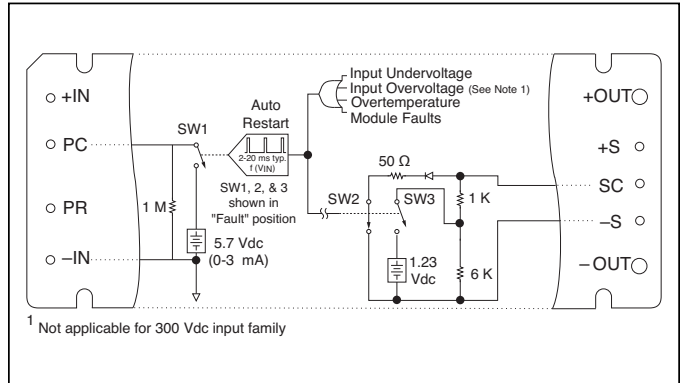 +IN
PC
PR
–IN
1 M
SW1
5.7 Vdc
(0-3 mA)
Auto
Restart
2-20 ms typ.
f (VIN)
SW1, 2, & 3
shown in
"Fault" position
Input Undervoltage
Input Overvoltage (See Note 1)
Overtemperature
Module Faults
50 Ω
SW2
SW3
1 K
1.23
Vdc
6 K
+OUT
+S
SC
–S
–OUT
1 Not applicable for 300 Vdc input family